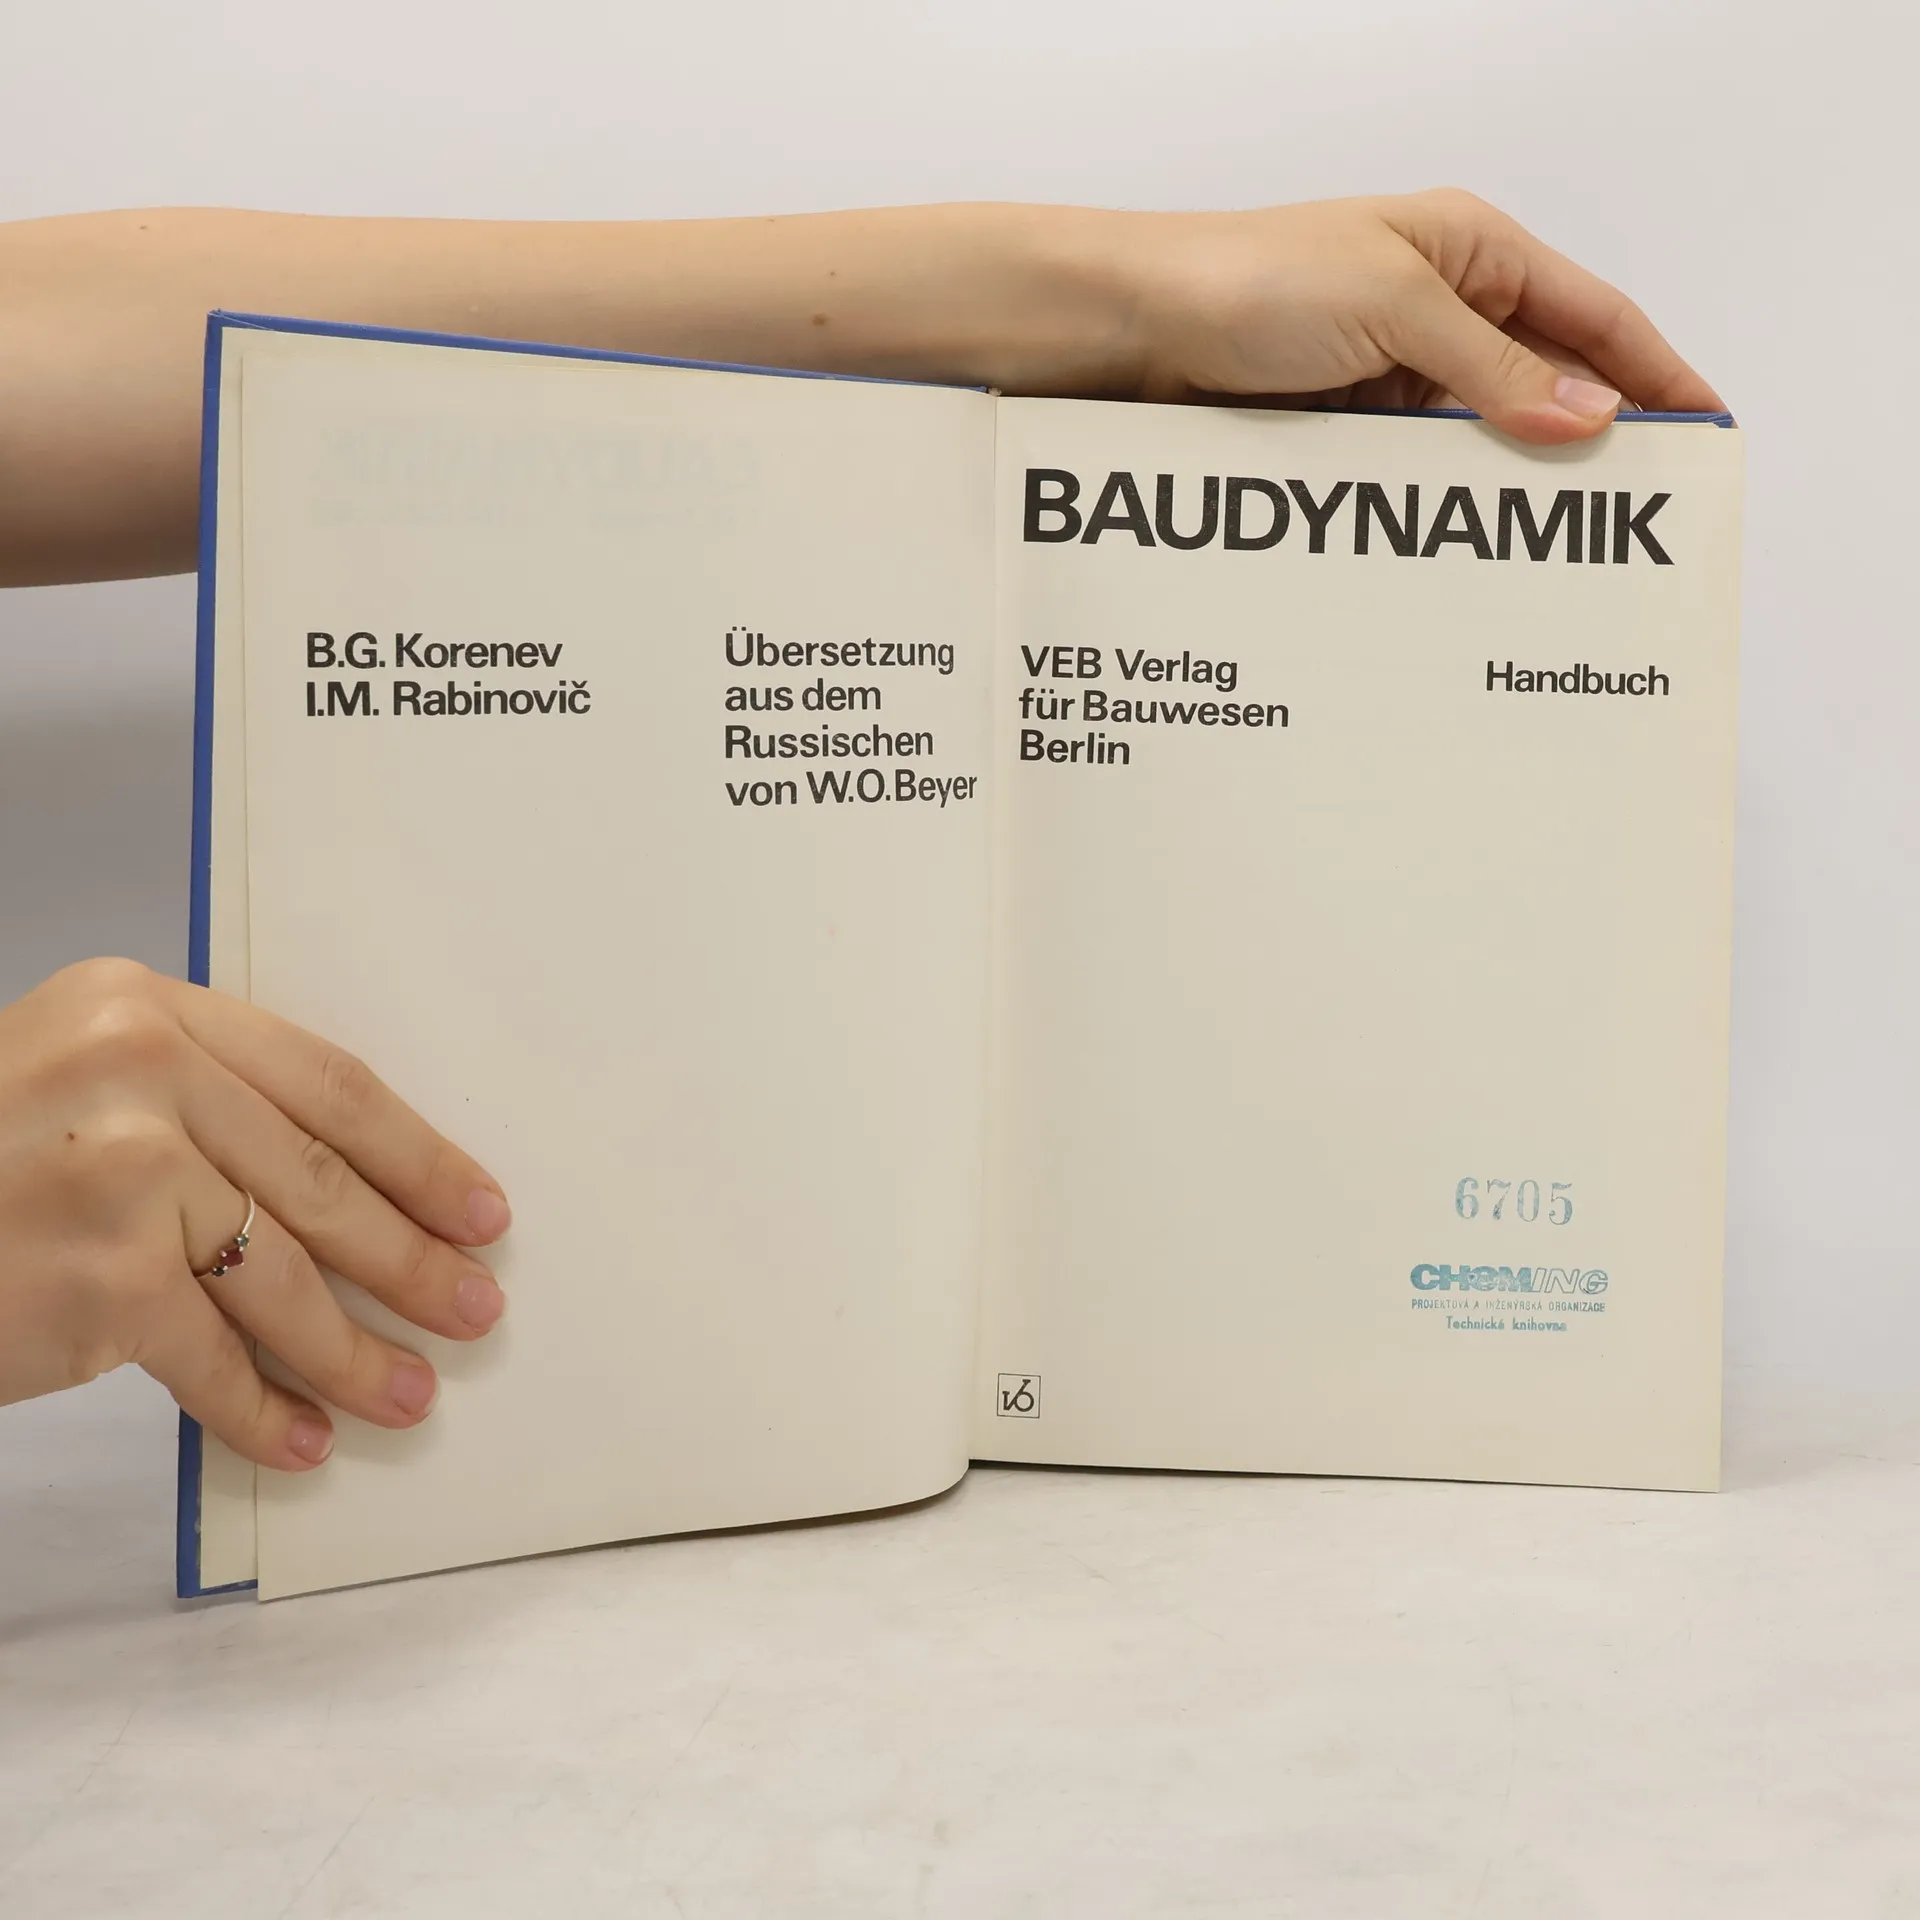 B.G. Korenev
I.M. Rabinovič
Übersetzung
aus dem
Russischen
von W.O.Beyer
BAUDYNAMIK
VEB Verlag
für Bauwesen
Berlin
Handbuch
6705
CHEMING
PROJEKTOVÁ A INŽENÝRSKÁ ORGANIZACE
Technická knihovna